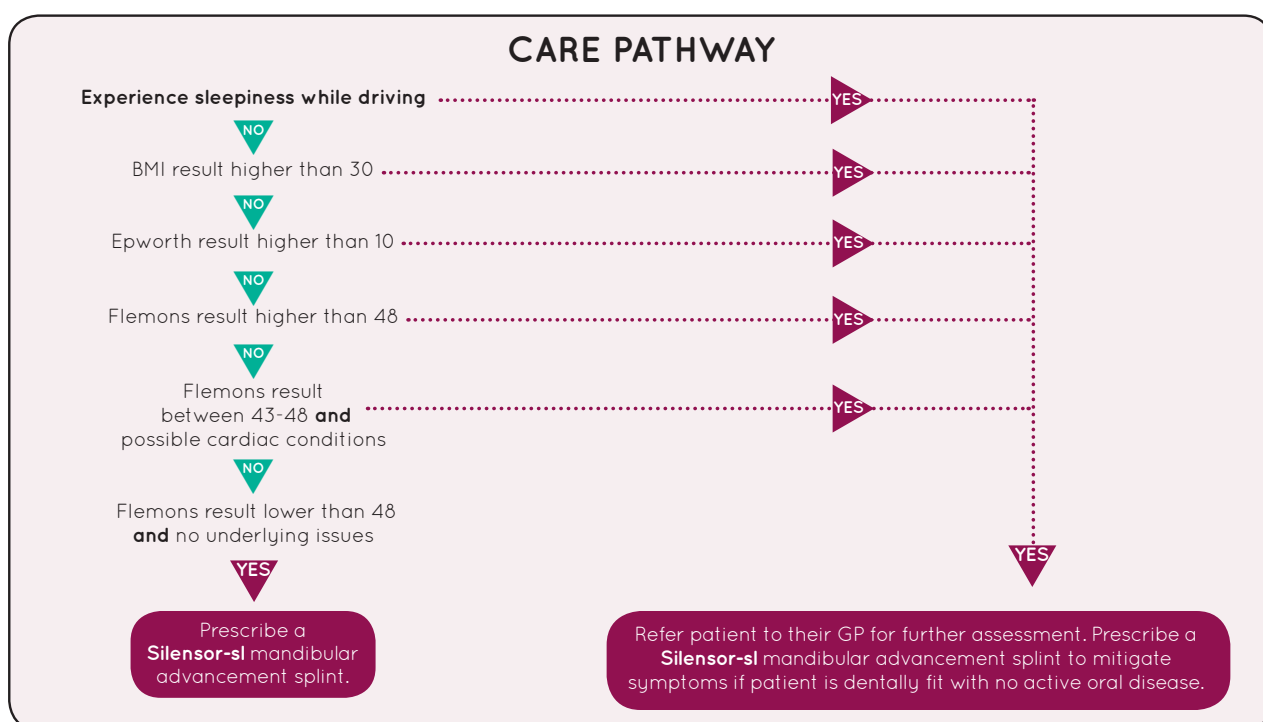 CARE PATHWAY
Experience sleepiness while driving
YES
NO
BMI result higher than 30
YES
NO
Epworth result higher than 10
YES
NO
Flemons result higher than 48
YES
NO
Flemons result
between 43-48 and
possible cardiac conditions
YES
NO
Flemons result lower than 48
and no underlying issues
YES
YES
Prescribe a
Silensor-sl mandibular
advancement splint.
Refer patient to their GP for further assessment. Prescribe a
Silensor-sl mandibular advancement splint to mitigate
symptoms if patient is dentally fit with no active oral disease.